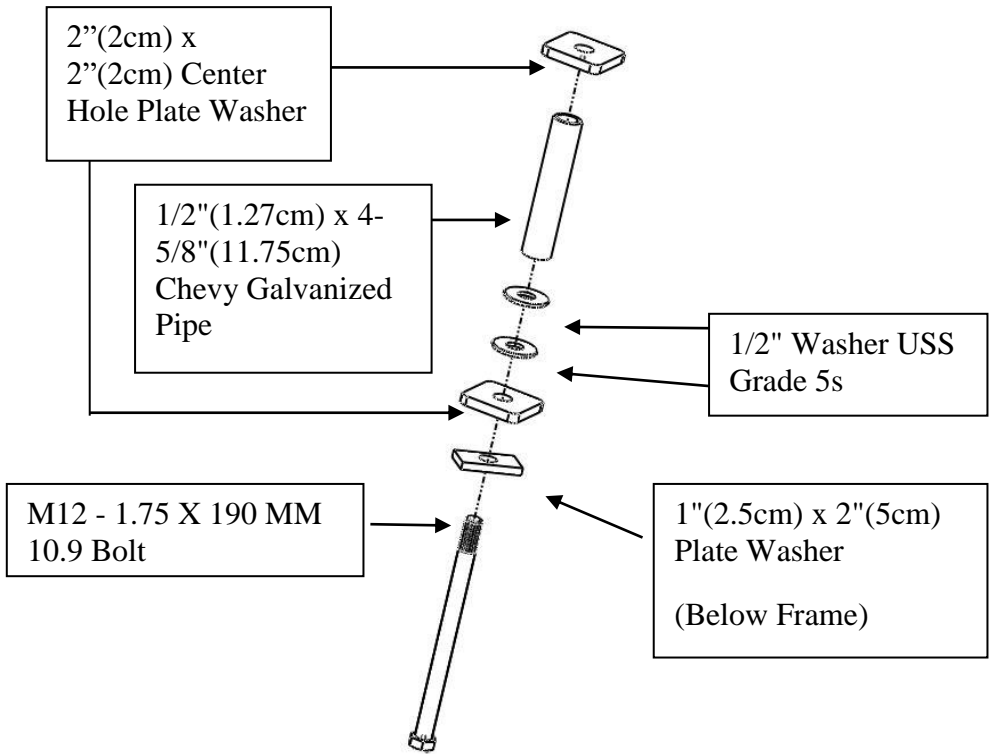 2”(2cm) x
2”(2cm) Center
Hole Plate Washer
1/2"(1.27cm) x 4-
5/8"(11.75cm)
Chevy Galvanized
Pipe
1/2" Washer USS
Grade 5s
M12 - 1.75 X 190 MM
10.9 Bolt
1"(2.5cm) x 2"(5cm)
Plate Washer
(Below Frame)